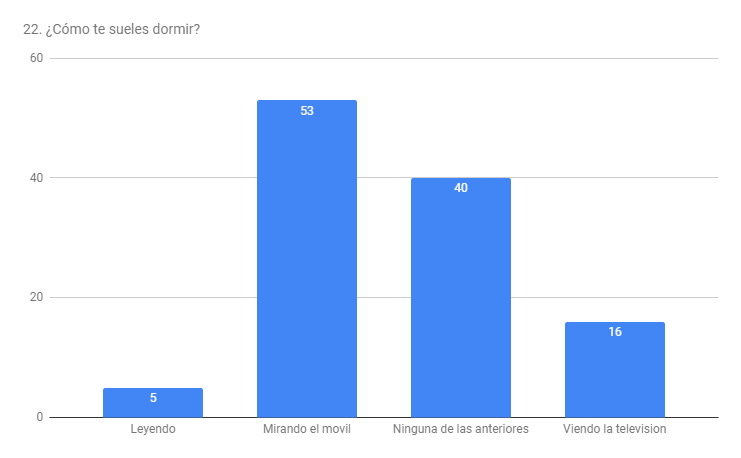 22. ¿Cómo te sueles dormir?
60
40
20
0
5
53
40
16
Leyendo
Mirando el movil
Ninguna de las anteriores
Viendo la television